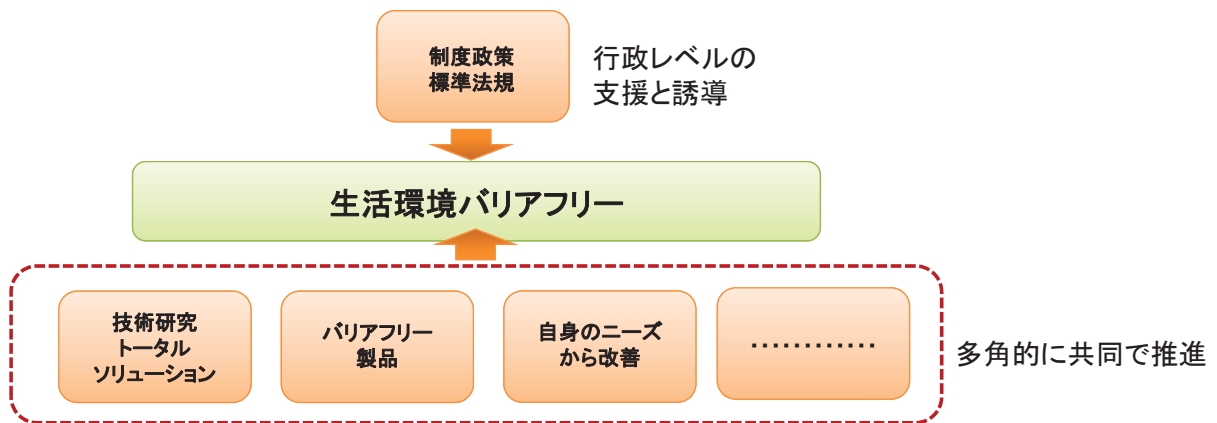 制度政策
標準法規
行政レベルの
支援と誘導
生活環境バリアフリー
技術研究
トータル
ソリューション
バリアフリー
製品
自身のニーズ
から改善
…………
多角的に共同で推進